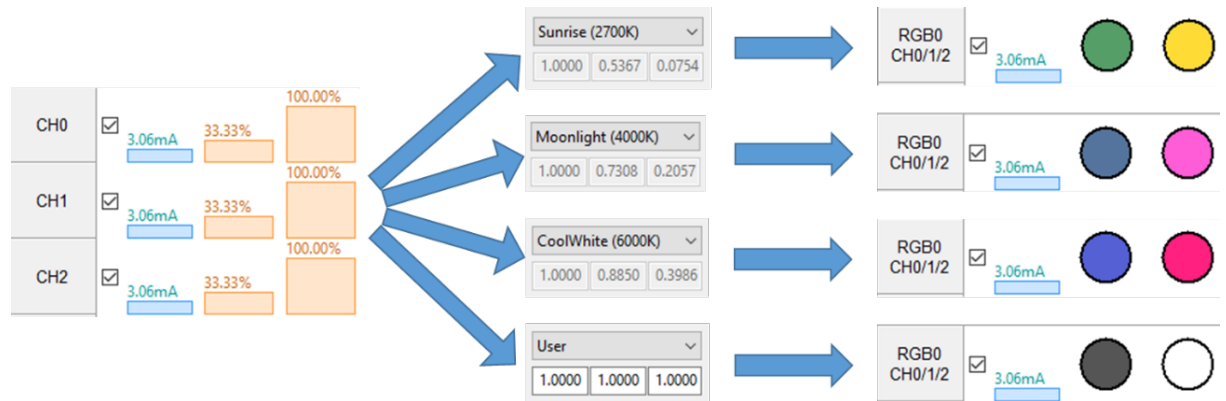 CH0
3.06mA
33.33%
100.00%
CH1
3.06mA
33.33%
100.00%
CH2
3.06mA
33.33%
100.00%
Sunrise (2700K)
1.0000 0.5367 0.0754
RGB0
CH0/1/2
3.06mA
Moonlight (4000K)
1.0000 0.7308 0.2057
RGB0
CH0/1/2
3.06mA
CoolWhite (6000K)
1.0000 0.8850 0.3986
RGB0
CH0/1/2
3.06mA
User
1.0000 1.0000 1.0000
RGB0
CH0/1/2
3.06mA